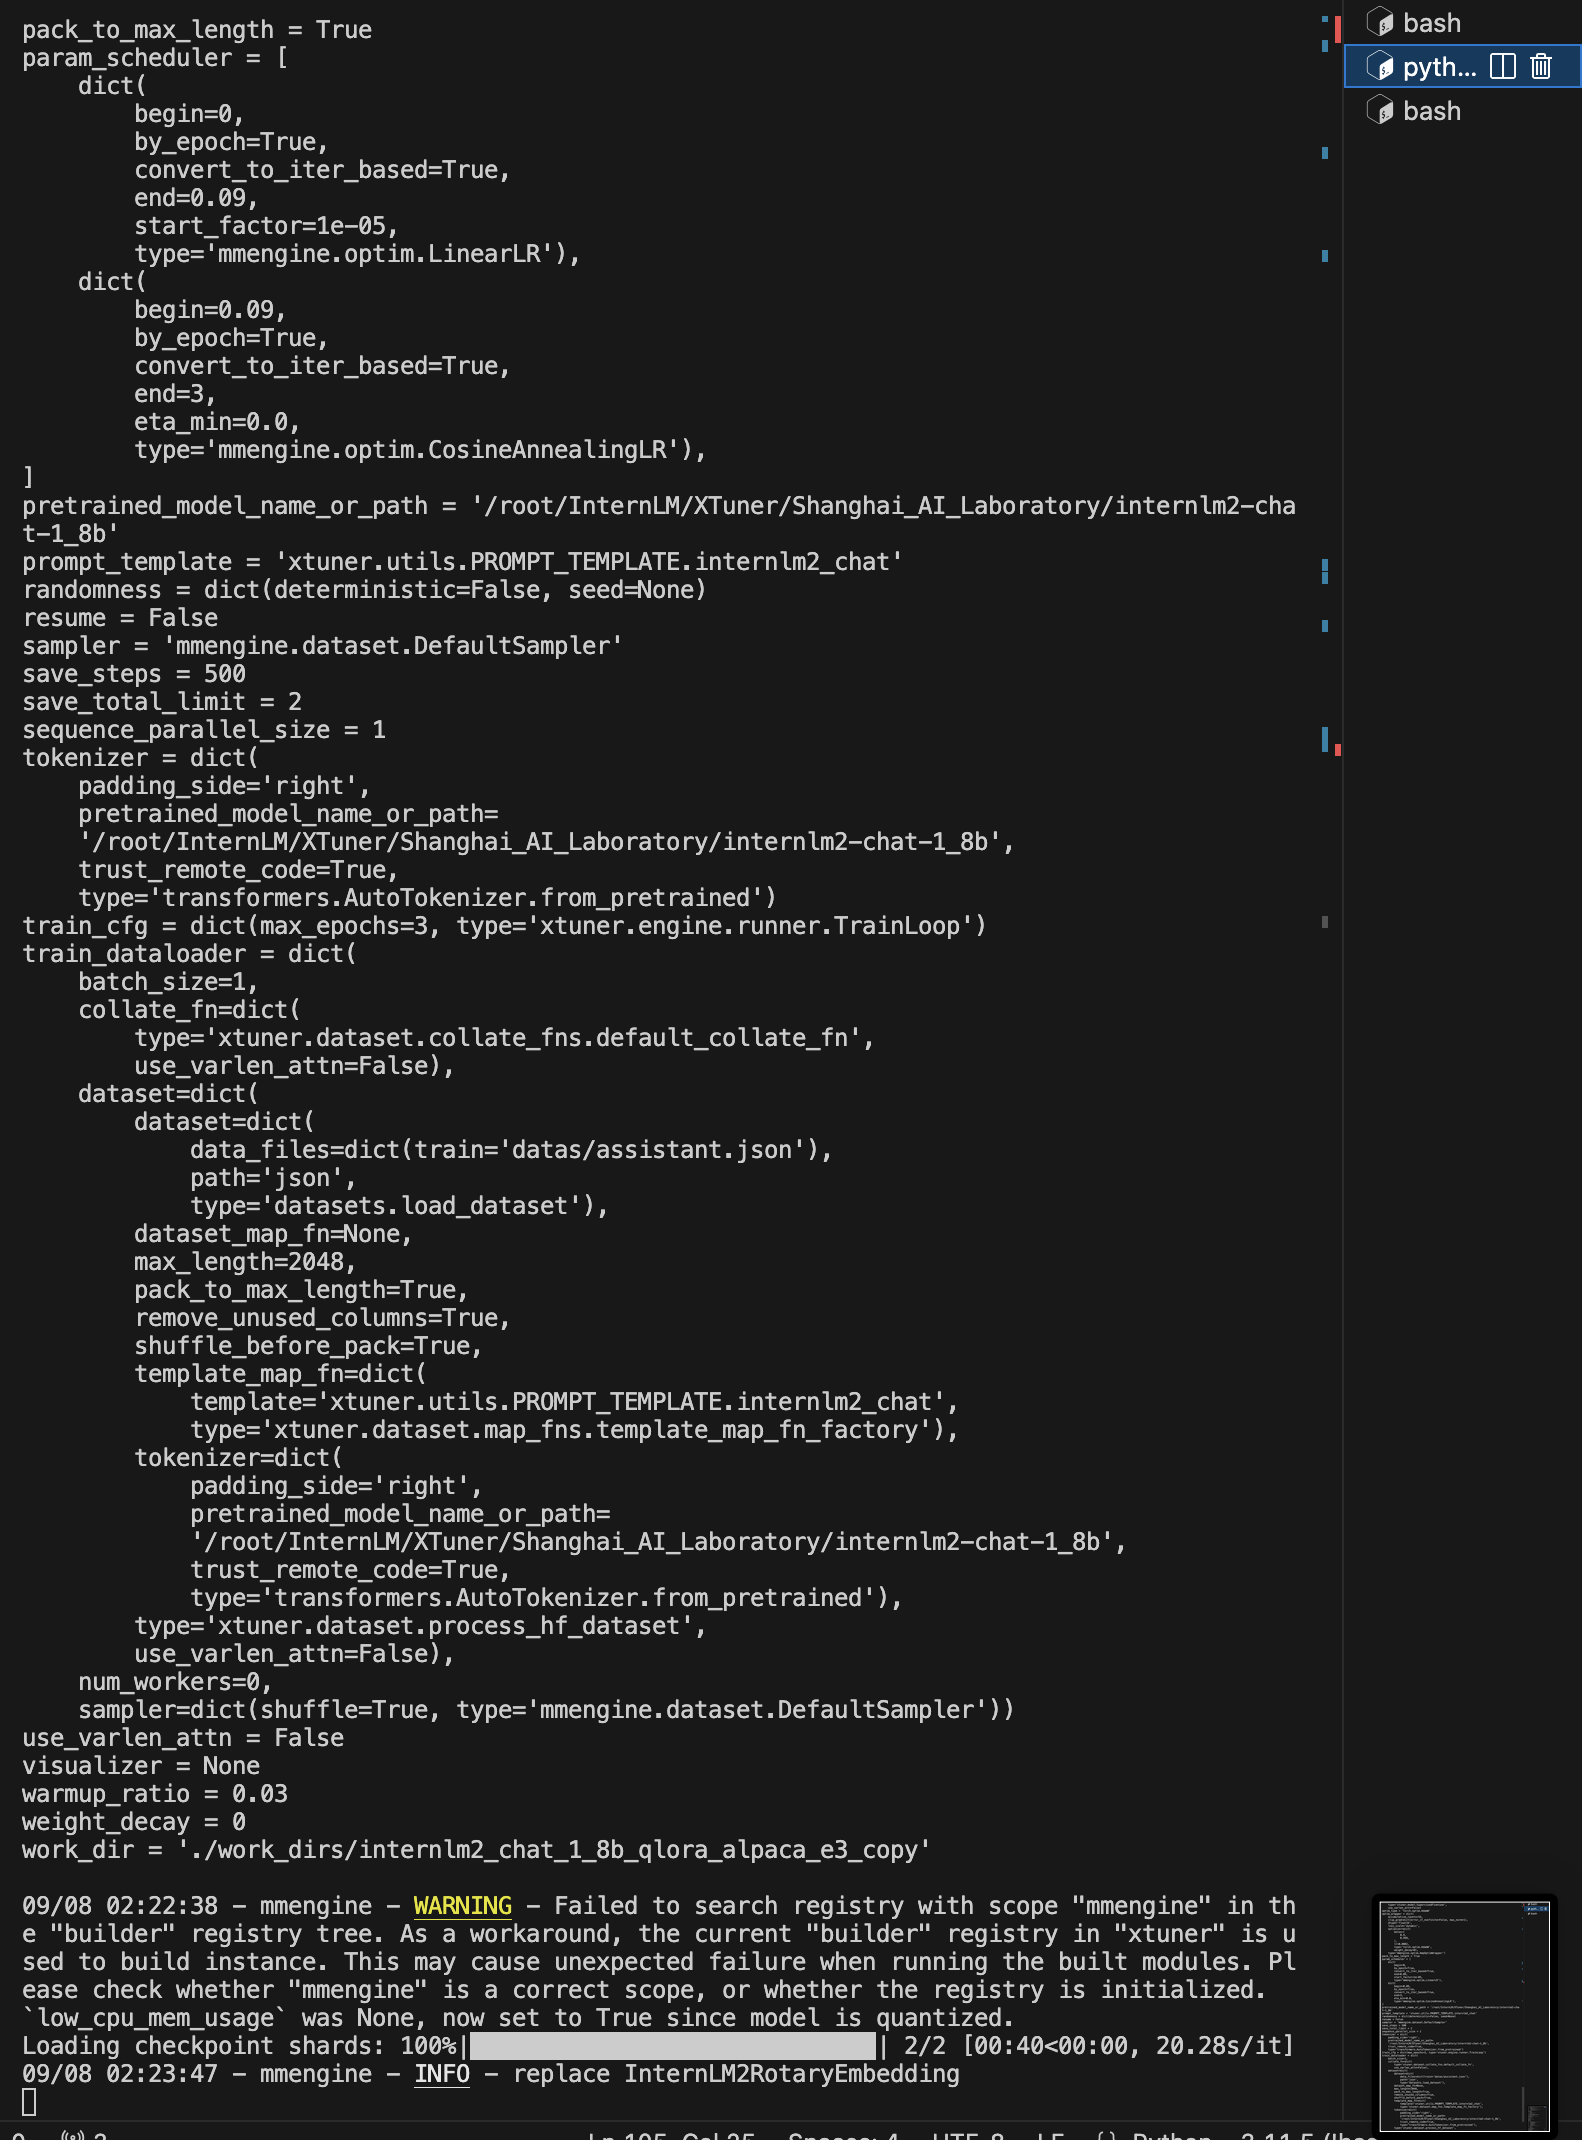 pack_to_max_length = True
param_scheduler = [
    dict(
        begin=0,
        by_epoch=True,
        convert_to_iter_based=True,
        end=0.09,
        start_factor=1e-05,
        type='mmengine.optim.LinearLR'),
    dict(
        begin=0.09,
        by_epoch=True,
        convert_to_iter_based=True,
        end=3,
        eta_min=0.0,
        type='mmengine.optim.CosineAnnealingLR'),
]
pretrained_model_name_or_path = '/root/InternLM/XTuner/Shanghai_AI_Laboratory/internlm2-cha
t-1_8b'
prompt_template = 'xtuner.utils.PROMPT_TEMPLATE.internlm2_chat'
randomness = dict(deterministic=False, seed=None)
resume = False
sampler = 'mmengine.dataset.DefaultSampler'
save_steps = 500
save_total_limit = 2
sequence_parallel_size = 1
tokenizer = dict(
    padding_side='right',
    pretrained_model_name_or_path=
    '/root/InternLM/XTuner/Shanghai_AI_Laboratory/internlm2-chat-1_8b',
    trust_remote_code=True,
    type='transformers.AutoTokenizer.from_pretrained')
train_cfg = dict(max_epochs=3, type='xtuner.engine.runner.TrainLoop')
train_dataloader = dict(
    batch_size=1,
    collate_fn=dict(
        type='xtuner.dataset.collate_fns.default_collate_fn',
        use_varlen_attn=False),
    dataset=dict(
        dataset=dict(
            data_files=dict(train='datas/assistant.json'),
            path='json',
            type='datasets.load_dataset'),
        dataset_map_fn=None,
        max_length=2048,
        pack_to_max_length=True,
        remove_unused_columns=True,
        shuffle_before_pack=True,
        template_map_fn=dict(
            template='xtuner.utils.PROMPT_TEMPLATE.internlm2_chat',
            type='xtuner.dataset.map_fns.template_map_fn_factory'),
        tokenizer=dict(
            padding_side='right',
            pretrained_model_name_or_path=
            '/root/InternLM/XTuner/Shanghai_AI_Laboratory/internlm2-chat-1_8b',
            trust_remote_code=True,
            type='transformers.AutoTokenizer.from_pretrained'),
        type='xtuner.dataset.process_hf_dataset',
        use_varlen_attn=False),
    num_workers=0,
    sampler=dict(shuffle=True, type='mmengine.dataset.DefaultSampler'))
use_varlen_attn = False
visualizer = None
warmup_ratio = 0.03
weight_decay = 0
work_dir = './work_dirs/internlm2_chat_1_8b_qlora_alpaca_e3_copy'

09/08 02:22:38 - mmengine - WARNING - Failed to search registry with scope "mmengine" in th
e "builder" registry tree. As a workaround, the current "builder" registry in "xtuner" is u
sed to build instance. This may cause unexpected failure when running the built modules. Pl
ease check whether "mmengine" is a correct scope, or whether the registry is initialized.
`low_cpu_mem_usage` was None, now set to True since model is quantized.
Loading checkpoint shards: 100%| | 2/2 [00:40<00:00, 20.28s/it]
09/08 02:23:47 - mmengine - INFO - replace InternLM2RotaryEmbedding
bash
pyth...
bash